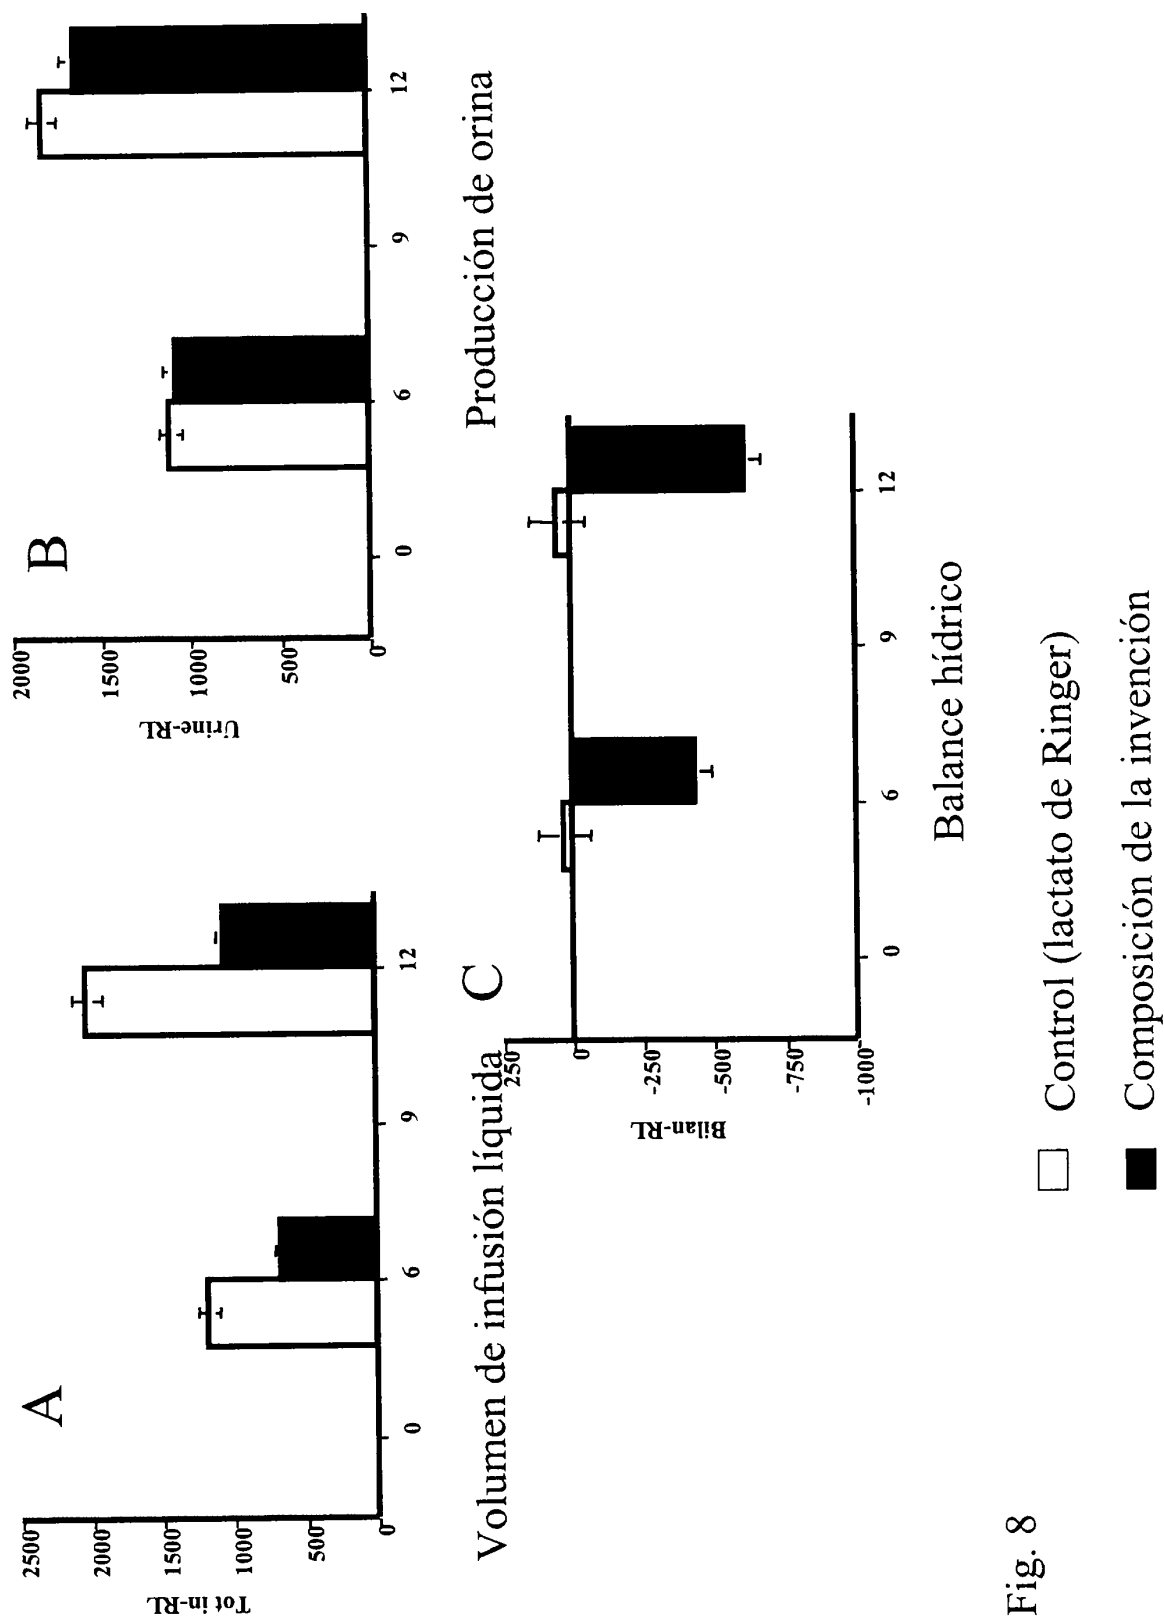 A
Tot in-RL
2500
2000
1500
1000
500
0
0
6
9
12
Volumen de infusión líquida
B
Urine-RL
2000
1500
1000
500
0
0
6
9
12
Producción de orina
C
Bilan-RL
250
0
-250
-500
-750
-1000
0
6
9
12
Balance hídrico
Control (lactato de Ringer)
Composición de la invención
Fig. 8